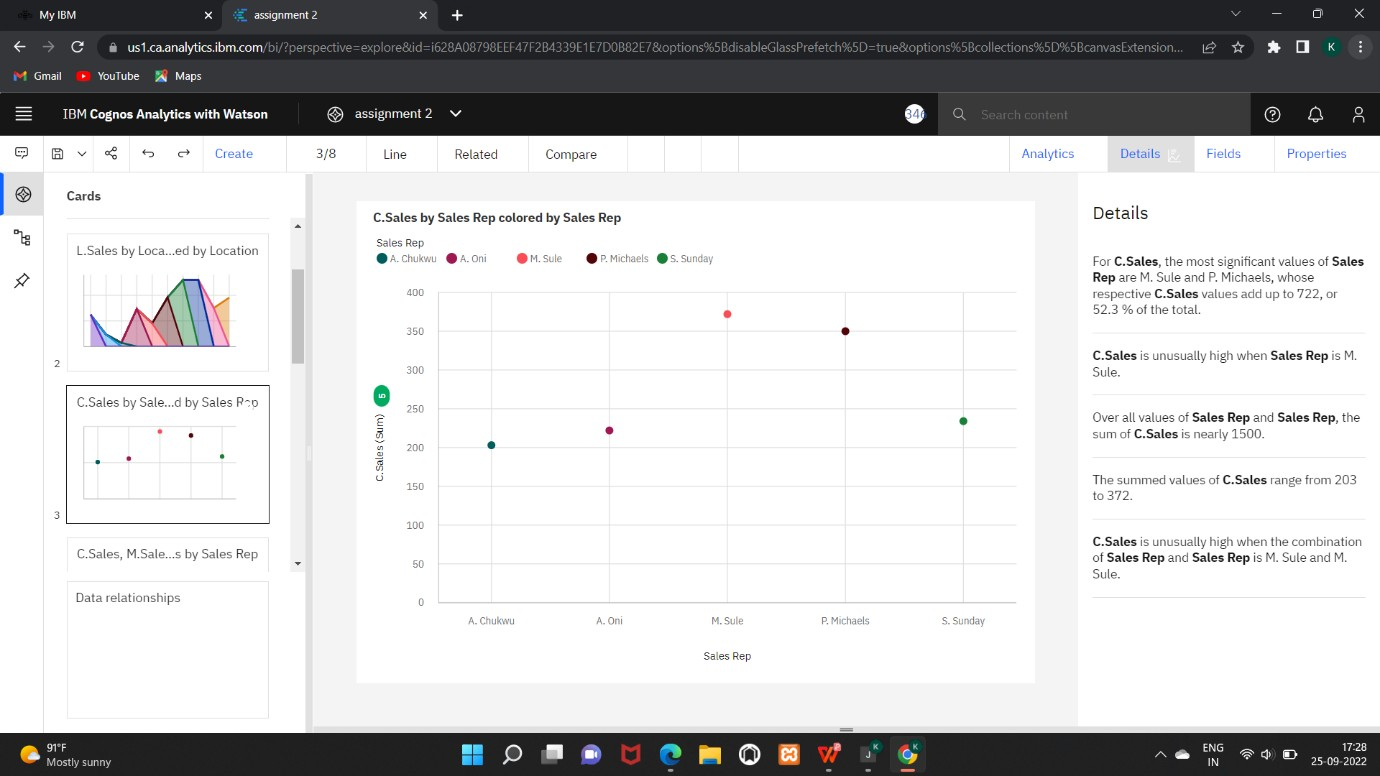 My IBM
assignment 2
us1.ca.analytics.ibm.com/bi/?perspective=explore&id=i628A08798EEF47F2B4339E1E7D0B82E7&options%5BdisableGlassPrefetch%5D=true&options%5Bcollections%5D%5BcanvasExtension...
K
Gmail YouTube Maps
IBM Cognos Analytics with Watson
assignment 2
Search content
Create
3/8
Line
Related
Compare
Analytics
Details
Fields
Properties
Cards
L.Sales by Loca...ed by Location
2
C.Sales by Sale...d by Sales Rep
3
C.Sales, M.Sale...s by Sales Rep
Data relationships
C.Sales by Sales Rep colored by Sales Rep
Sales Rep
A. Chukwu A. Oni M. Sule P. Michaels S. Sunday
400
350
300
250
200
150
100
50
0
C.Sales (Sum) 5
A. Chukwu A. Oni M. Sule P. Michaels S. Sunday
Sales Rep
Details
For C.Sales, the most significant values of Sales
Rep are M. Sule and P. Michaels, whose
respective C.Sales values add up to 722, or
52.3 % of the total.
C.Sales is unusually high when Sales Rep is M.
Sule.
Over all values of Sales Rep and Sales Rep, the
sum of C.Sales is nearly 1500.
The summed values of C.Sales range from 203
to 372.
C.Sales is unusually high when the combination
of Sales Rep and Sales Rep is M. Sule and M.
Sule.
91°F
Mostly sunny
ENG
IN
17:28
25-09-2022